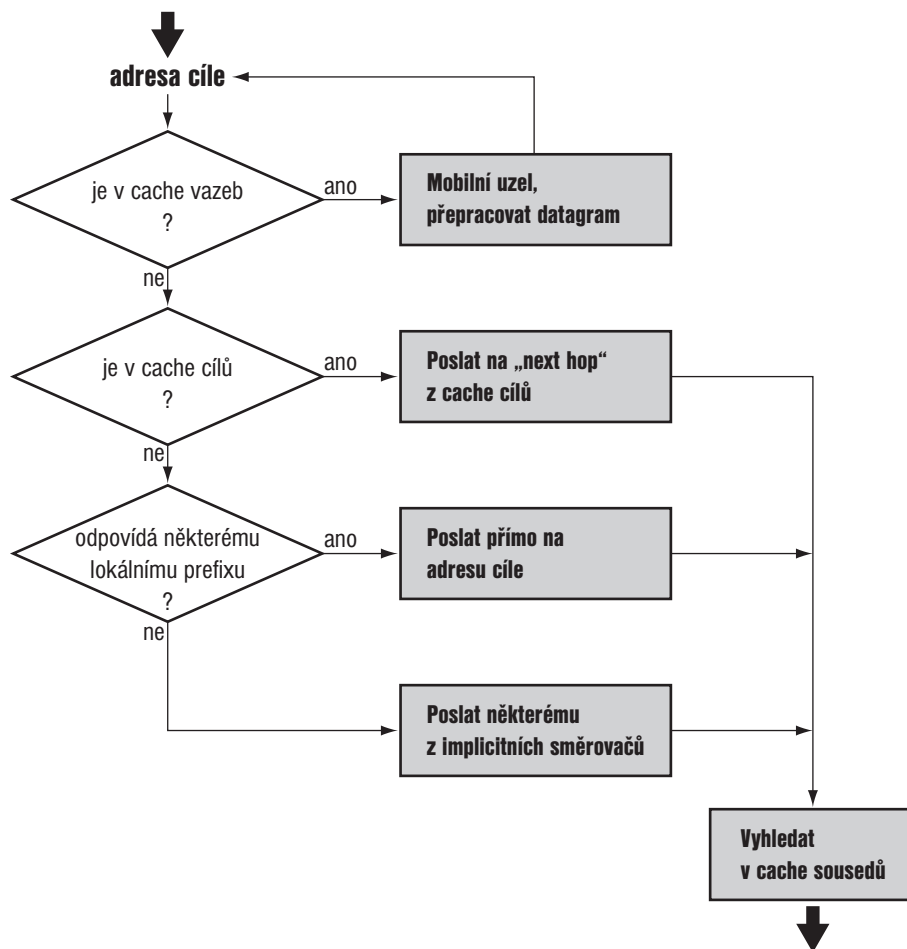 adresa cíle
je v cache vazeb
?
ano
Mobilní uzel,
přepracovat datagram
ne
je v cache cílů
?
ano
Poslat na „next hop“
z cache cílů
ne
odpovídá některému
lokálnímu prefixu
?
ano
Poslat přímo na
adresu cíle
ne
Poslat některému
z implicitních směrovačů
Vyhledat
v cache sousedů